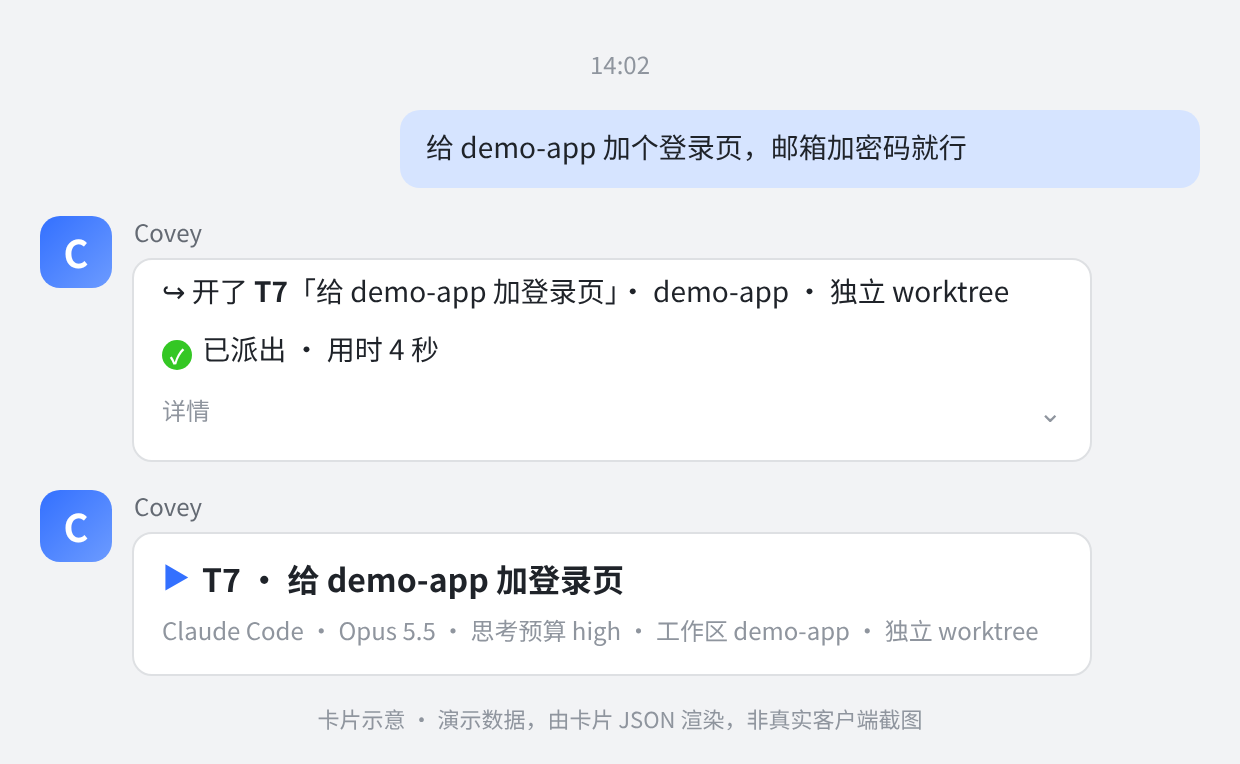 14:02
给 demo-app 加个登录页，邮箱加密码就行
C
Covey
↪ 开了 T7「给 demo-app 加登录页」· demo-app · 独立 worktree
✓ 已派出 · 用时 4 秒
详情
C
Covey
▶ T7 · 给 demo-app 加登录页
Claude Code · Opus 5.5 · 思考预算 high · 工作区 demo-app · 独立 worktree
卡片示意 · 演示数据，由卡片 JSON 渲染，非真实客户端截图